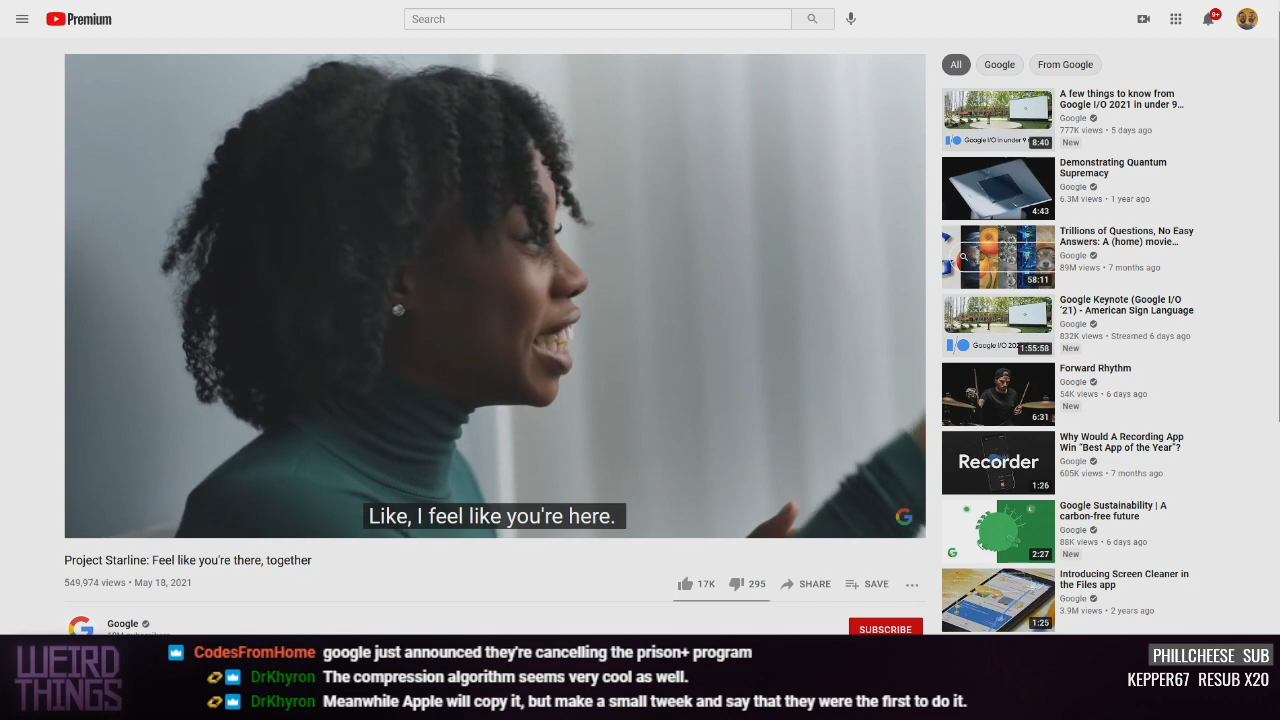 Premium
Search
9+
Like, I feel like you're here.
Project Starline: Feel like you're there, together
549,974 views • May 18, 2021
17K
295
SHARE
SAVE
Google
SUBSCRIBE
All
Google
From Google
A few things to know from
Google I/O 2021 in under 9...
Google
777K views • 5 days ago
New
Google I/O in under 9
8:40
Demonstrating Quantum
Supremacy
Google
6.3M views • 1 year ago
4:43
Trillions of Questions, No Easy
Answers: A (home) movie...
Google
89M views • 7 months ago
58:11
Google Keynote (Google I/O
'21) - American Sign Language
Google
832K views • Streamed 6 days ago
New
Google I/O 202
1:55:58
Forward Rhythm
Google
54K views • 6 days ago
New
6:31
Why Would A Recording App
Win "Best App of the Year"?
Google
605K views • 7 months ago
Recorder
1:26
Google Sustainability | A
carbon-free future
Google
88K views • 6 days ago
New
2:27
Introducing Screen Cleaner in
the Files app
Google
3.9M views • 2 years ago
1:25
WEIRD
THINGS
CodesFromHome google just announced they're cancelling the prison+ program
DrKhyron The compression algorithm seems very cool as well.
DrKhyron Meanwhile Apple will copy it, but make a small tweek and say that they were the first to do it.
PHILLCHEESE SUB
KEPPER67 RESUB X20